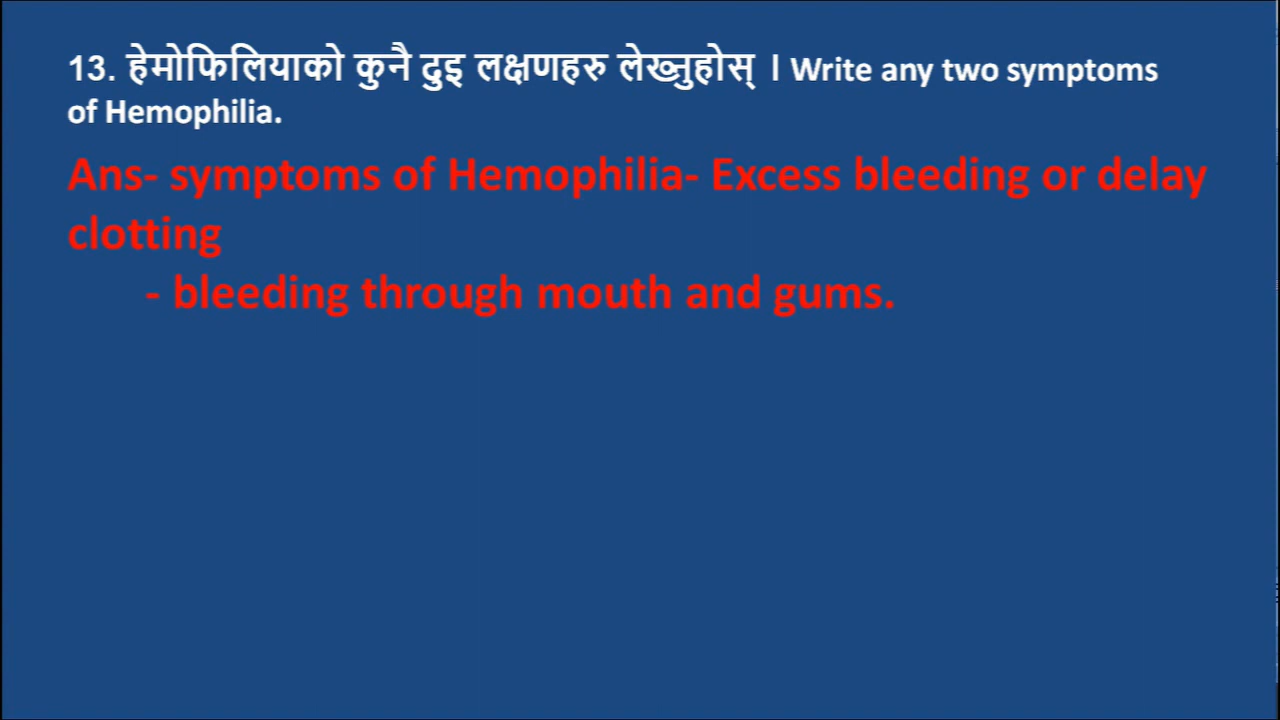 13. हेमोफिलियाको कुनै दुइ लक्षणहरु लेख्नुहोस् । Write any two symptoms
of Hemophilia.
Ans- symptoms of Hemophilia- Excess bleeding or delay
clotting
- bleeding through mouth and gums.